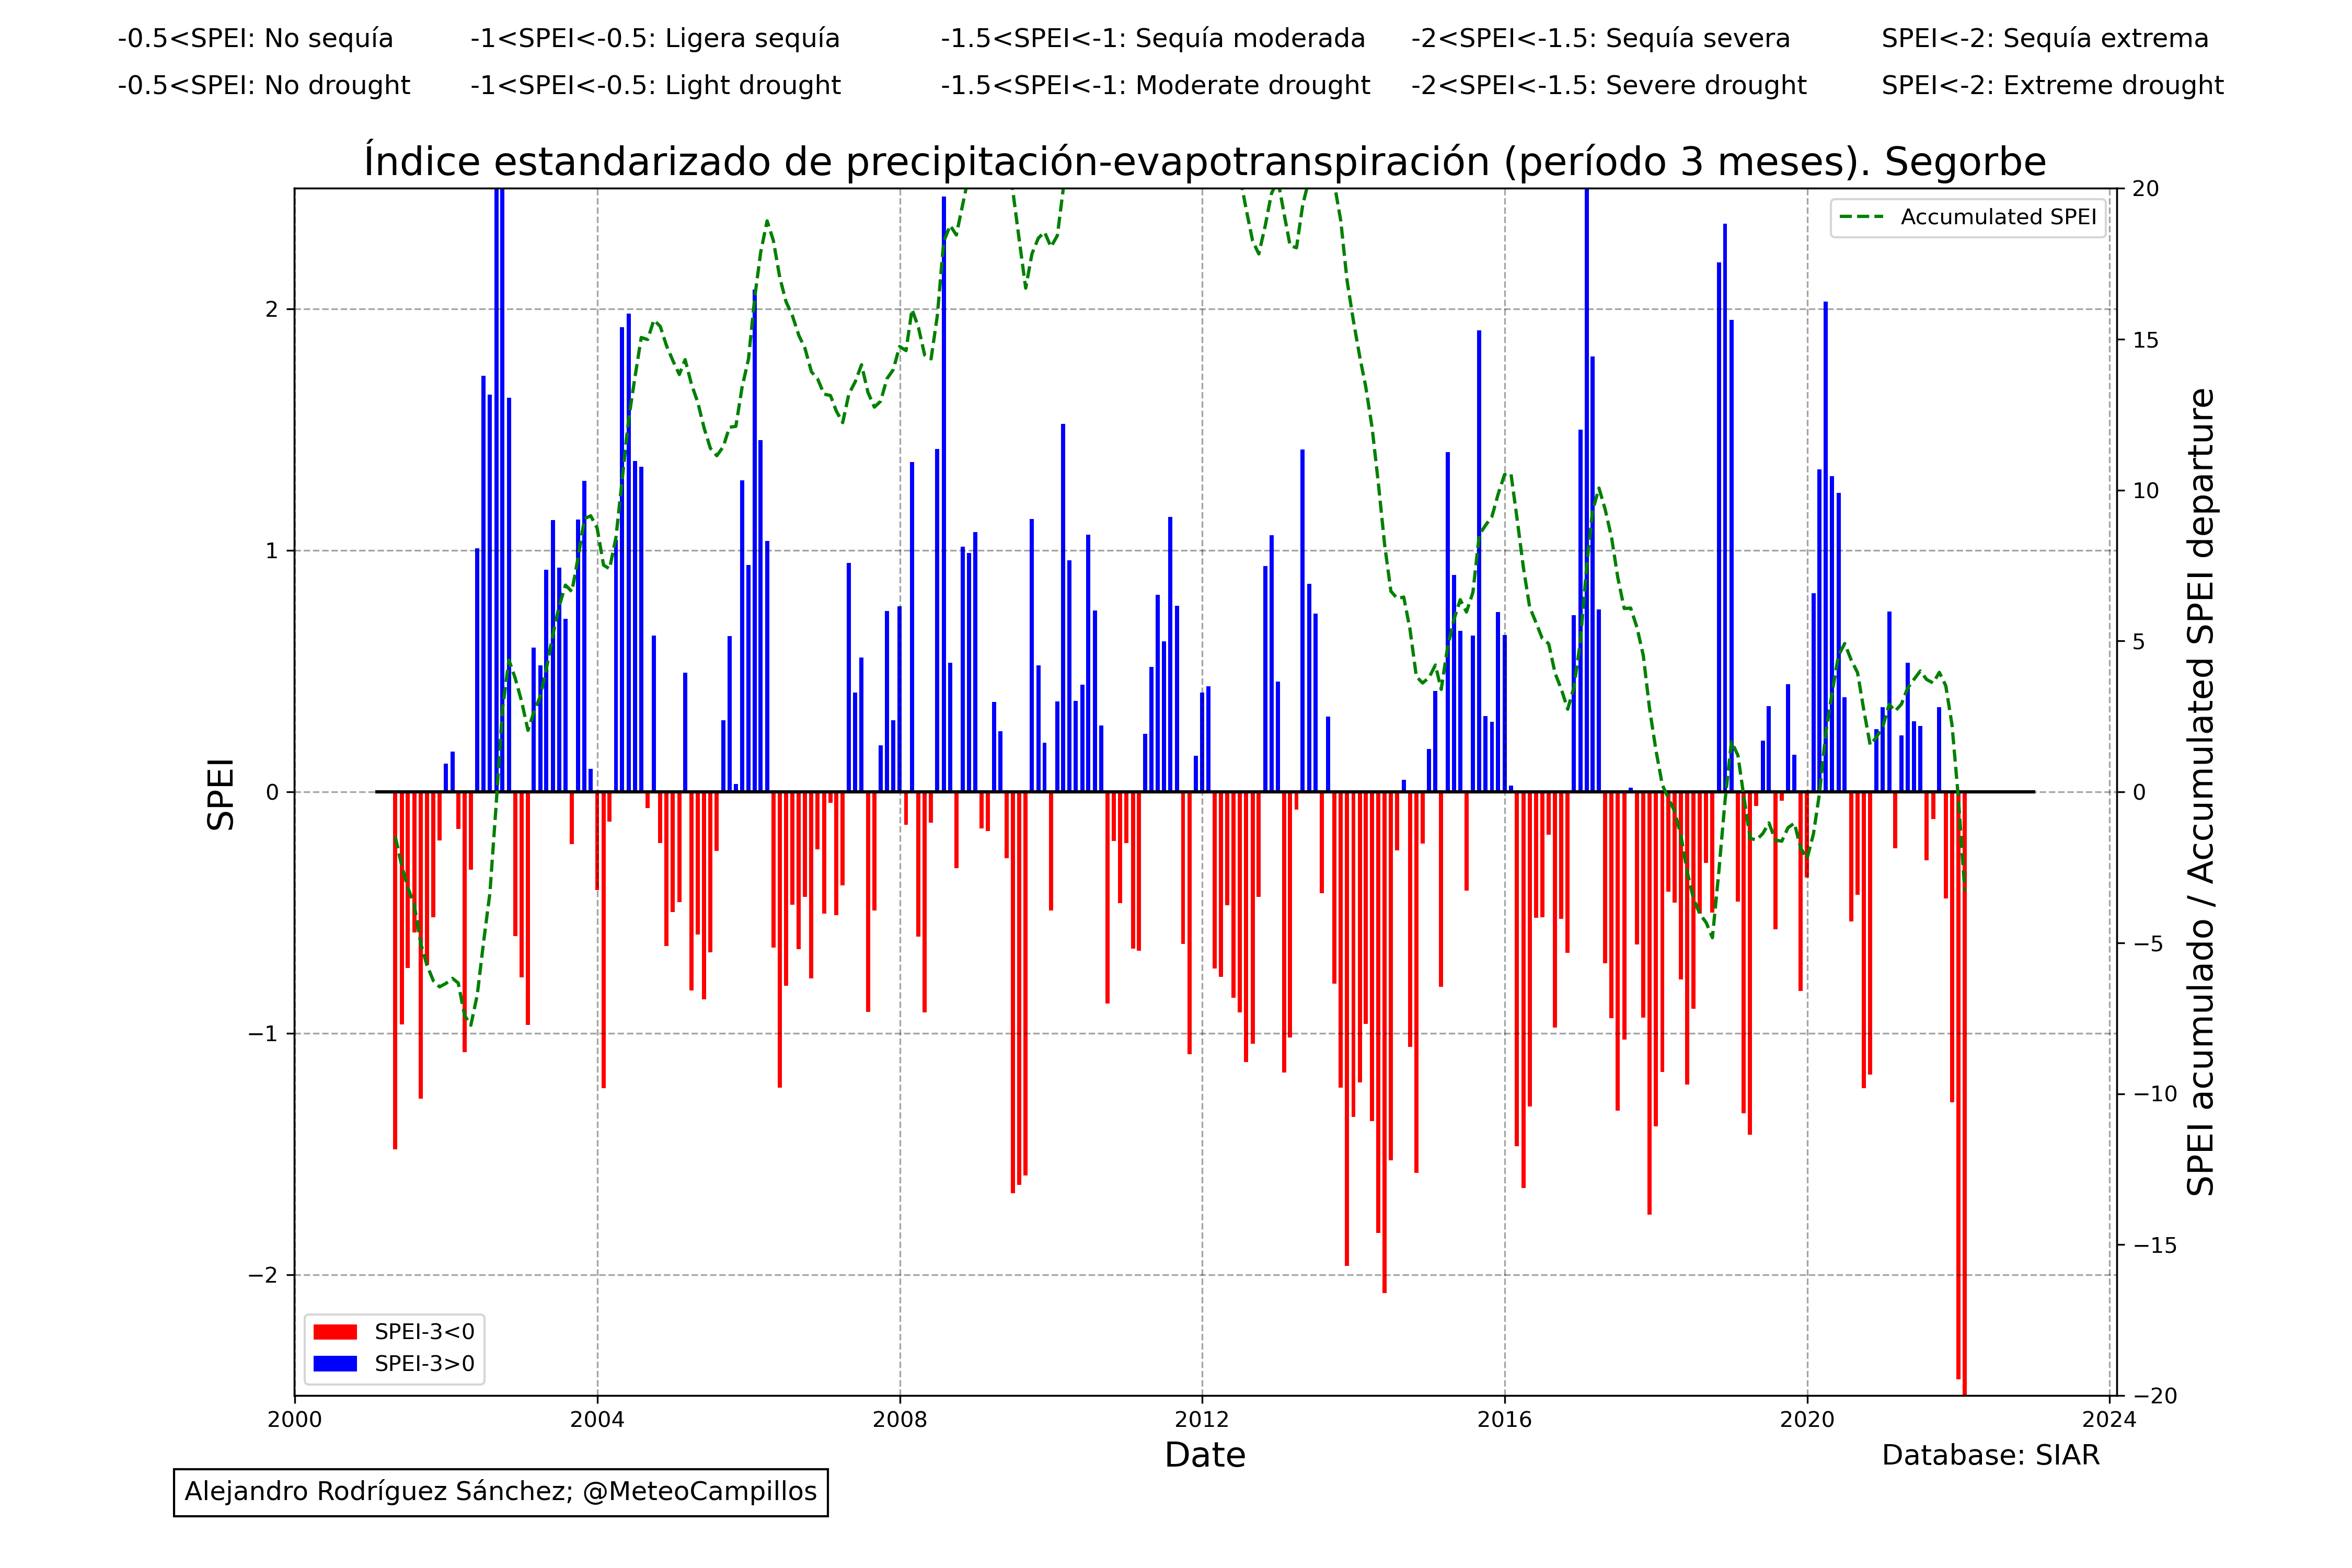 -0.5<SPEI: No sequía -1<SPEI<-0.5: Ligera sequía -1.5<SPEI<-1: Sequía moderada -2<SPEI<-1.5: Sequía severa SPEI<-2: Sequía extrema
-0.5<SPEI: No drought -1<SPEI<-0.5: Light drought -1.5<SPEI<-1: Moderate drought -2<SPEI<-1.5: Severe drought SPEI<-2: Extreme drought
Índice estandarizado de precipitación-evapotranspiración (período 3 meses). Segorbe
Accumulated SPEI
2
1
0
−1
−2
SPEI
20
15
10
5
0
−5
−10
−15
−20
SPEI acumulado / Accumulated SPEI departure
SPEI-3<0
SPEI-3>0
2000 2004 2008 2012 2016 2020 2024
Date
Database: SIAR
Alejandro Rodríguez Sánchez; @MeteoCampillos